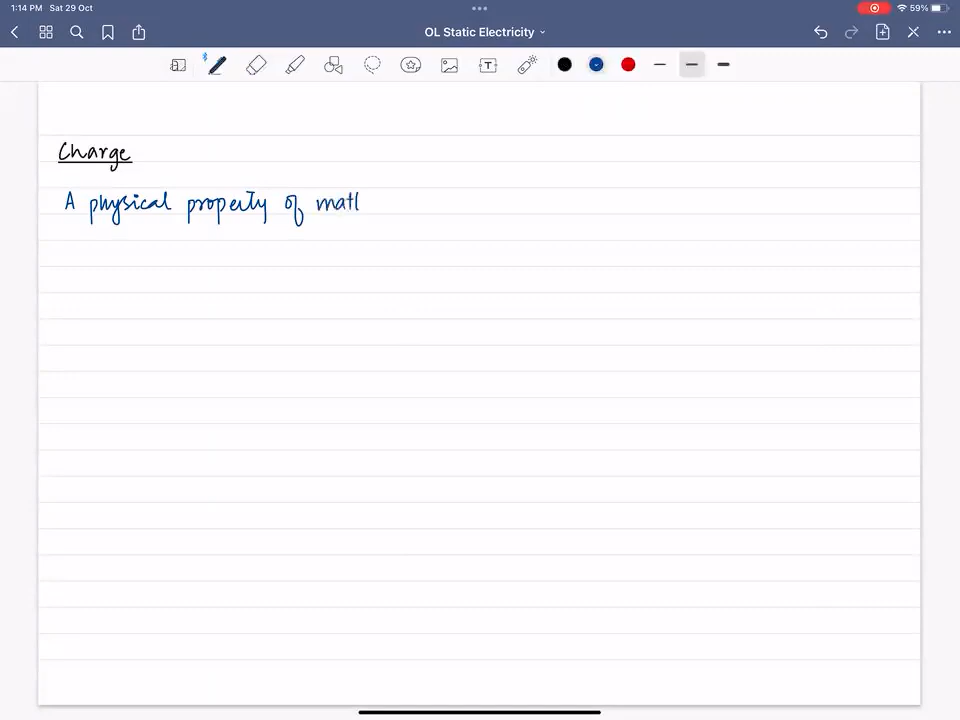 1:14 PM Sat 29 Oct
59%
OL Static Electricity
T
Charge
A physical property of matl